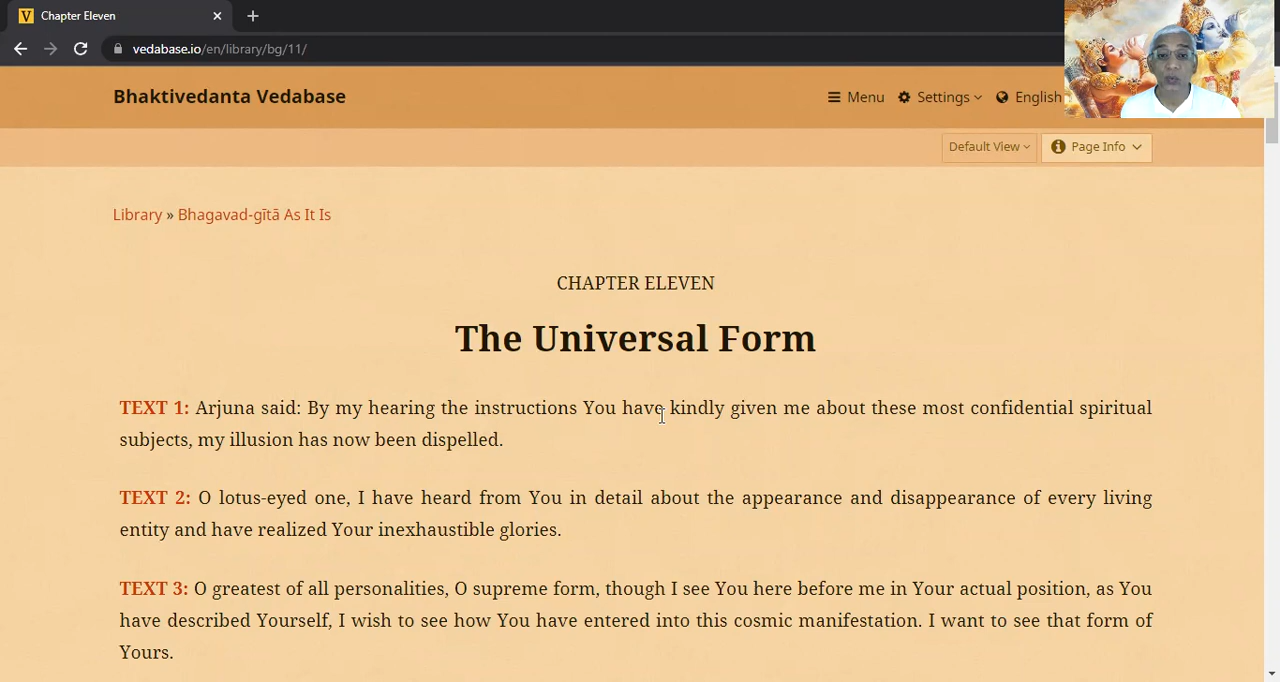 Chapter Eleven
vedabase.io/en/library/bg/11/
Bhaktivedanta Vedabase
Menu Settings English
Default View Page Info
Library » Bhagavad-gītā As It Is
CHAPTER ELEVEN
The Universal Form
TEXT 1: Arjuna said: By my hearing the instructions You have kindly given me about these most confidential spiritual
subjects, my illusion has now been dispelled.
TEXT 2: O lotus-eyed one, I have heard from You in detail about the appearance and disappearance of every living
entity and have realized Your inexhaustible glories.
TEXT 3: O greatest of all personalities, O supreme form, though I see You here before me in Your actual position, as You
have described Yourself, I wish to see how You have entered into this cosmic manifestation. I want to see that form of
Yours.